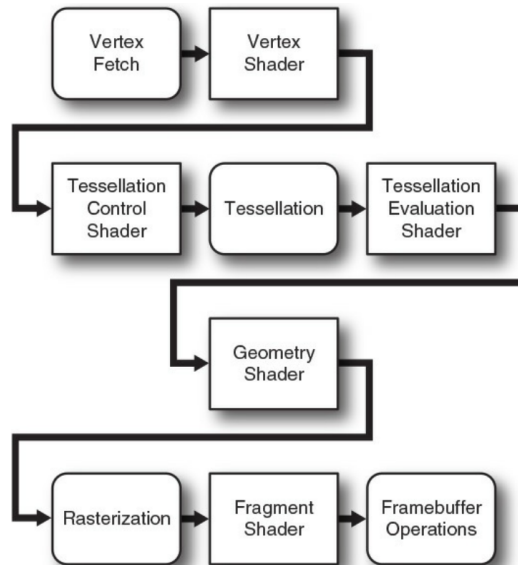 Vertex
Fetch
Vertex
Shader
Tessellation
Control
Shader
Tessellation
Tessellation
Evaluation
Shader
Geometry
Shader
Rasterization
Fragment
Shader
Framebuffer
Operations